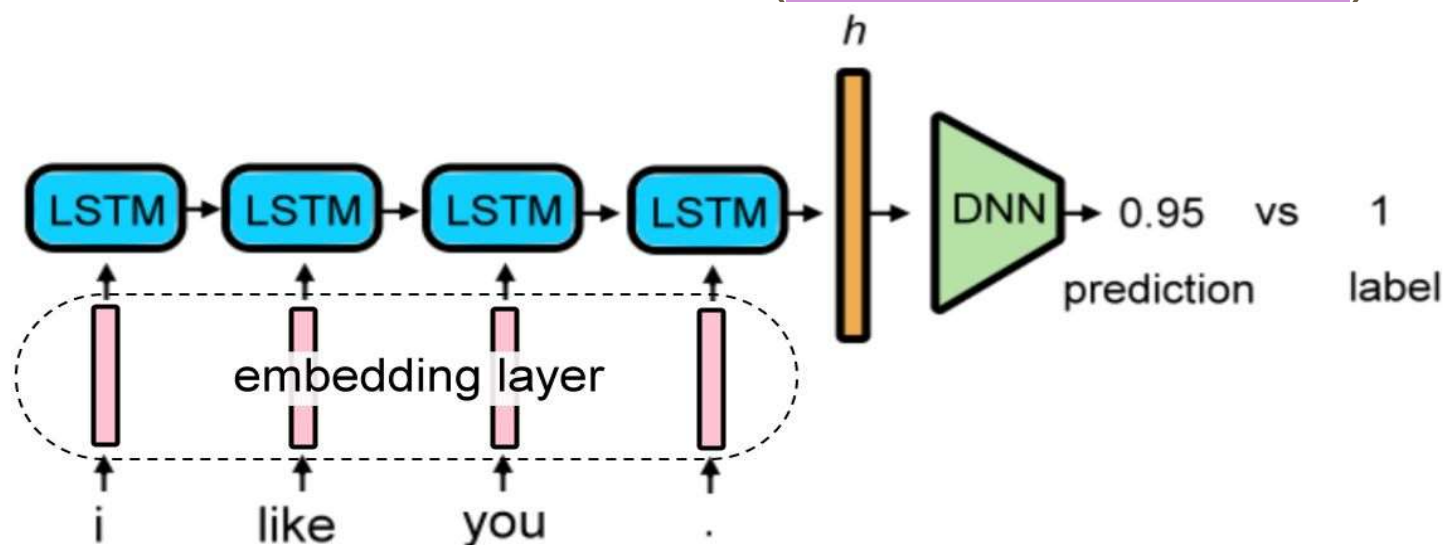 h
LSTM LSTM LSTM LSTM DNN 0.95 vs 1
prediction label
embedding layer
i like you .